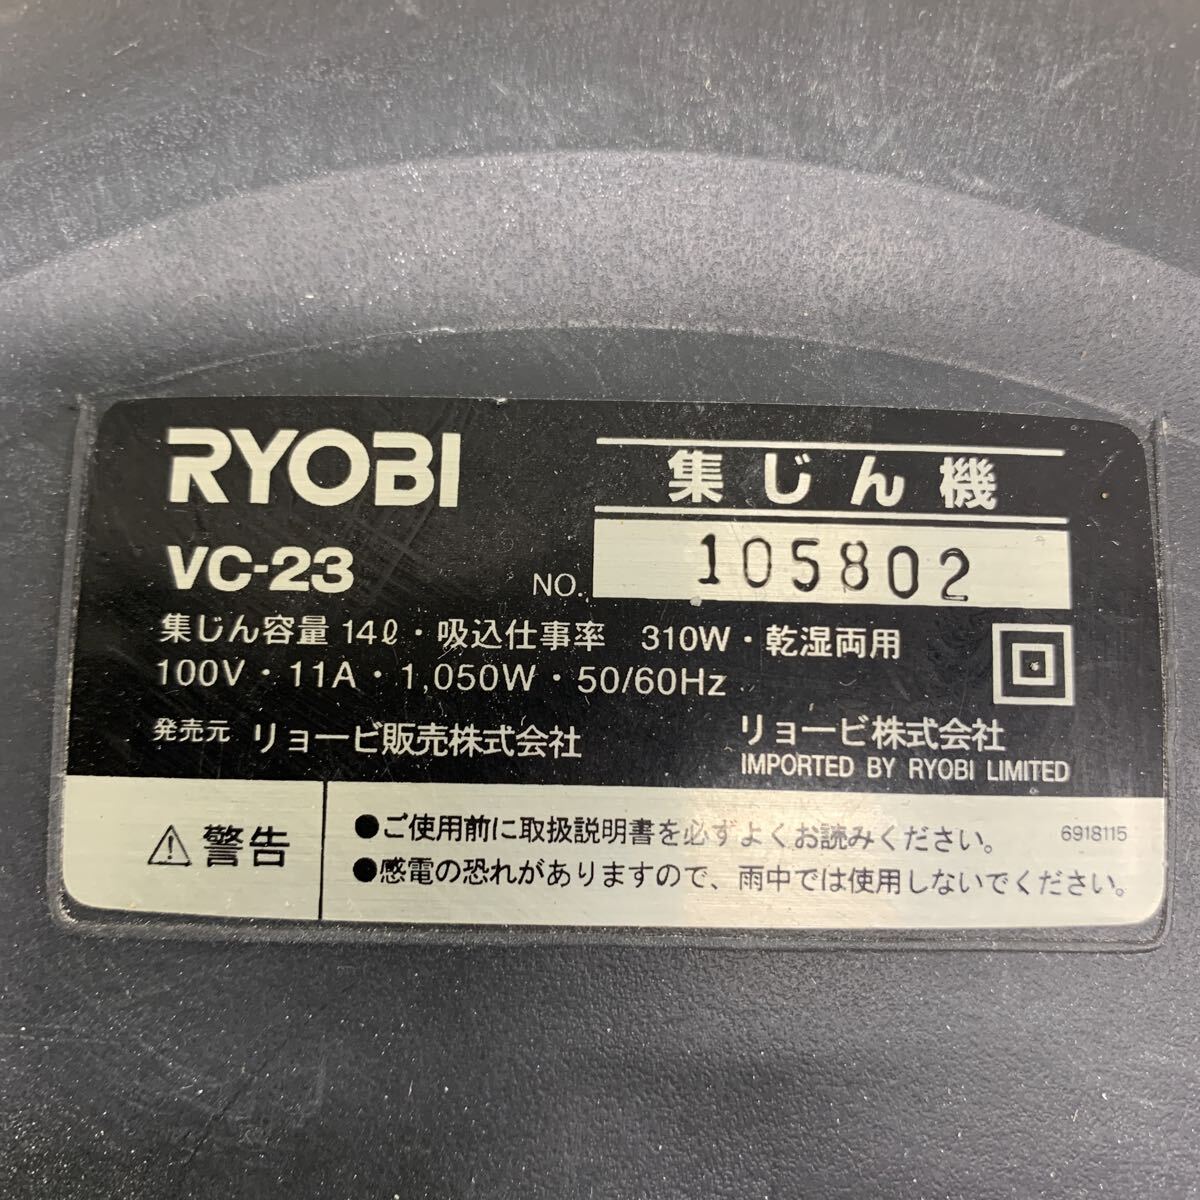 RYOBI
集じん機
VC-23
NO. 105802
集じん容量 14ℓ・吸込仕事率 310W・乾湿両用
100V・11A・1,050W・50/60Hz
発売元 リョービ販売株式会社
リョービ株式会社
IMPORTED BY RYOBI LIMITED
⚠警告
●ご使用前に取扱説明書を必ずよくお読みください。
6918115
●感電の恐れがありますので、雨中では使用しないでください。